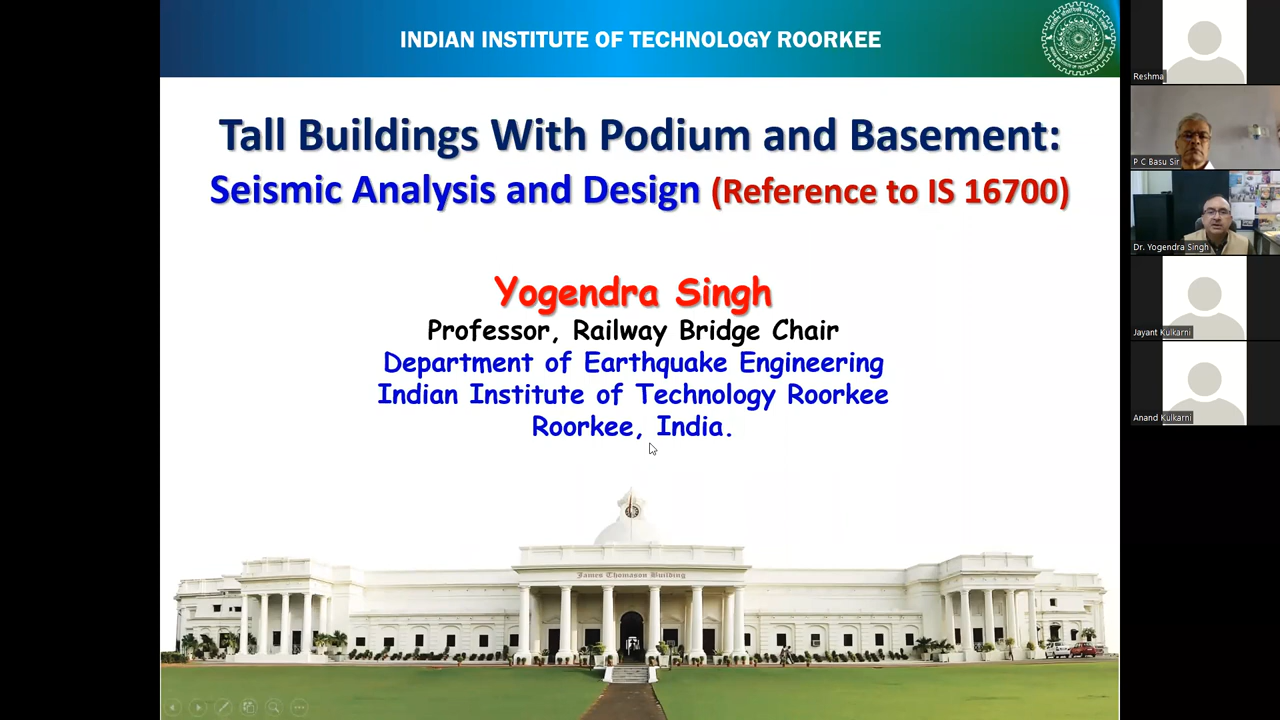 INDIAN INSTITUTE OF TECHNOLOGY ROORKEE
Tall Buildings With Podium and Basement:
Seismic Analysis and Design (Reference to IS 16700)
Yogendra Singh
Professor, Railway Bridge Chair
Department of Earthquake Engineering
Indian Institute of Technology Roorkee
Roorkee, India.
James Thomason Building
Reshma
P C Basu Sir
Dr. Yogendra Singh
Jayant Kulkarni
Anand Kulkarni